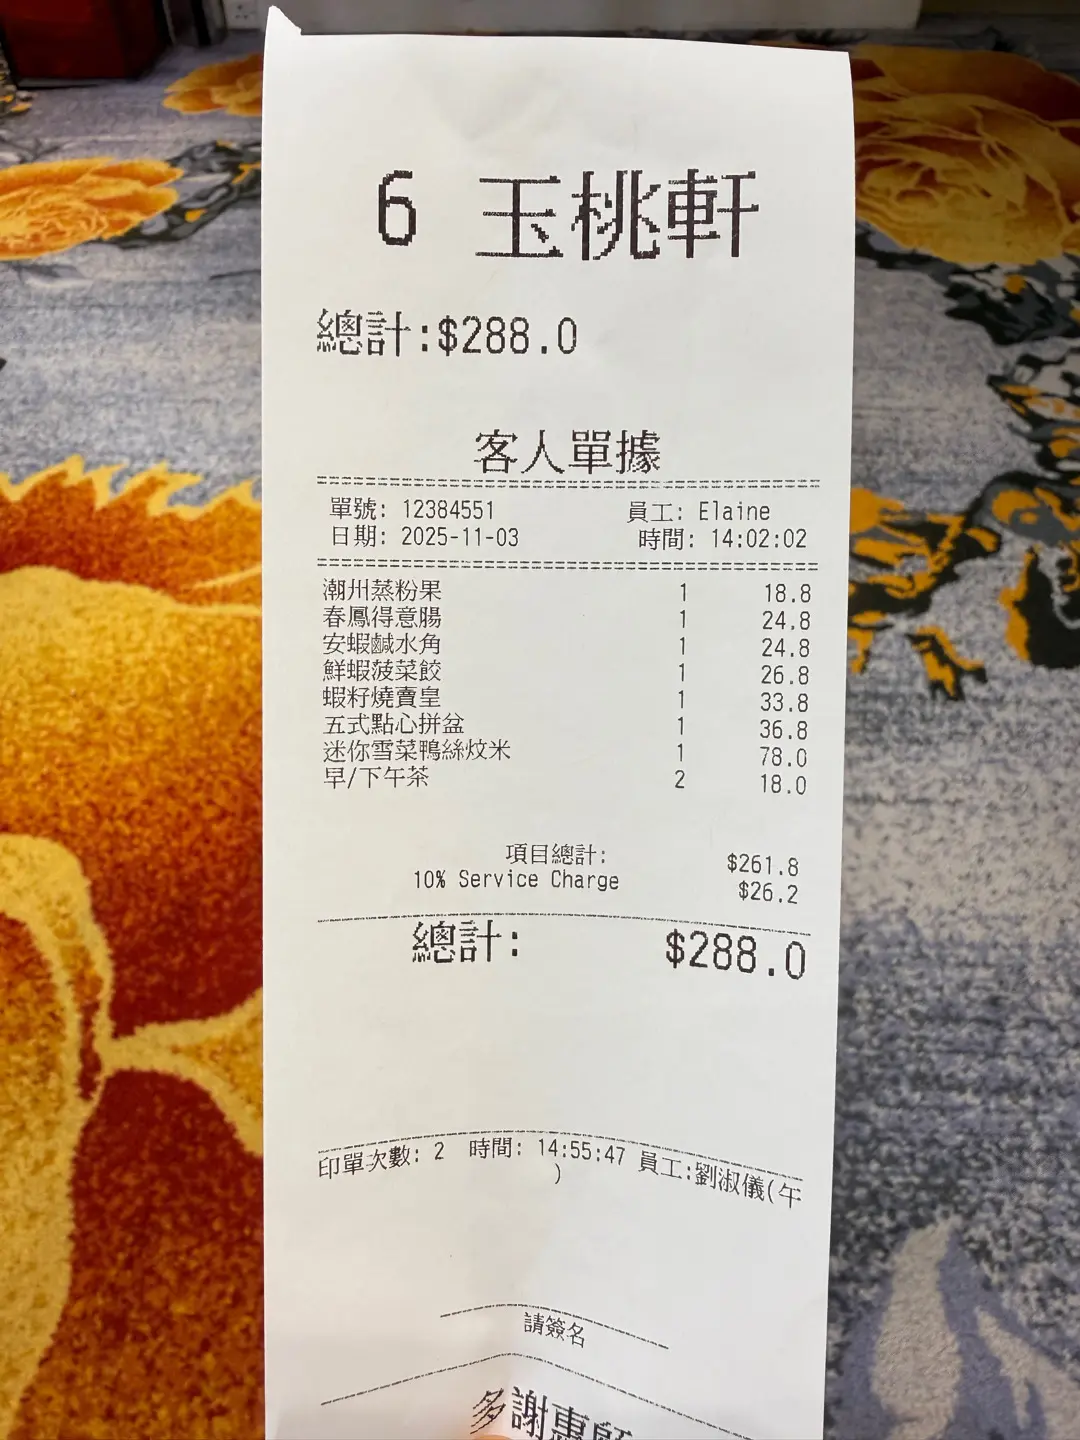 6 玉桃軒
總計:$288.0
客人單據
單號: 12384551 員工: Elaine
日期: 2025-11-03 時間: 14:02:02
潮州蒸粉果 1 18.8
春鳳得意腸 1 24.8
安蝦鹹水角 1 24.8
鮮蝦菠菜餃 1 26.8
蝦籽燒賣皇 1 33.8
五式點心拼盆 1 36.8
迷你雪菜鴨絲炆米 1 78.0
早/下午茶 2 18.0
項目總計: $261.8
10% Service Charge $26.2
總計: $288.0
印單次數: 2 時間: 14:55:47 員工:劉淑儀(午
)
請簽名
多謝惠顧